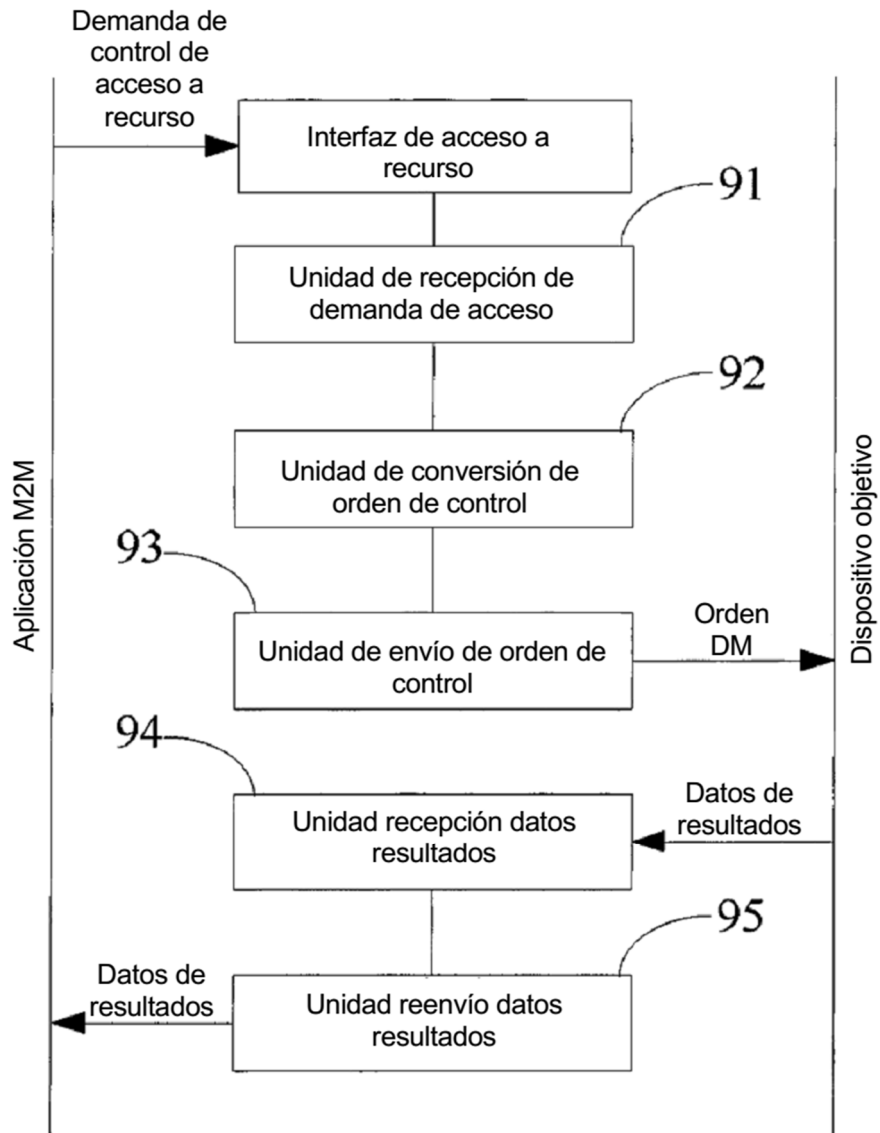 Demanda de
control de
acceso a
recurso
Interfaz de acceso a
recurso
91
Unidad de recepción de
demanda de acceso
92
Unidad de conversión de
orden de control
Aplicación M2M
Dispositivo objetivo
93
Unidad de envío de orden de
control
Orden
DM
94
Unidad recepción datos
resultados
Datos de
resultados
95
Datos de
resultados
Unidad reenvío datos
resultados